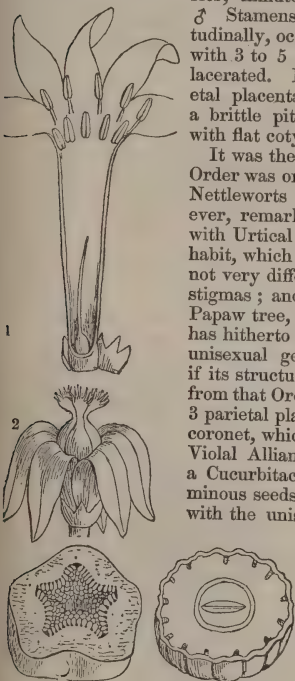 ♂ Stamens
tudinally, oc
with 3 to 5
lacerated.
etal placenta
a brittle pit
with flat coty
It was the
Order was or
Nettleworts
ever, remark
with Urtical
habit, which
not very diff
stigmas ; and
Papaw tree,
1
has hitherto
unisexual ge
if its structu
from that Ord
3 parietal pla
2
coronet, whic
Violal Allian
a Cucurbitac
minous seeds
with the unis